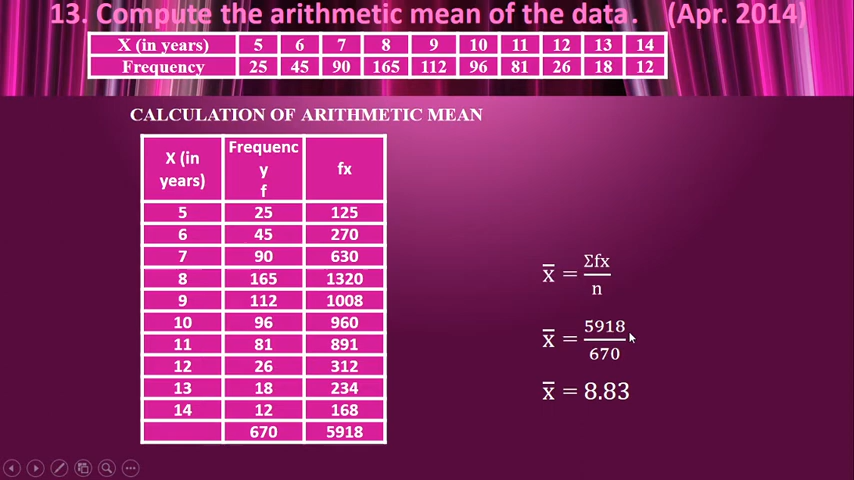 13. Compute the arithmetic mean of the data. (Apr. 2014)
X (in years) 5 6 7 8 9 10 11 12 13 14
Frequency 25 45 90 165 112 96 81 26 18 12
CALCULATION OF ARITHMETIC MEAN
X (in years) Frequency f fx
5 25 125
6 45 270
7 90 630
8 165 1320
9 112 1008
10 96 960
11 81 891
12 26 312
13 18 234
14 12 168
670 5918
x̅ = Σfx / n
x̅ = 5918 / 670
x̅ = 8.83